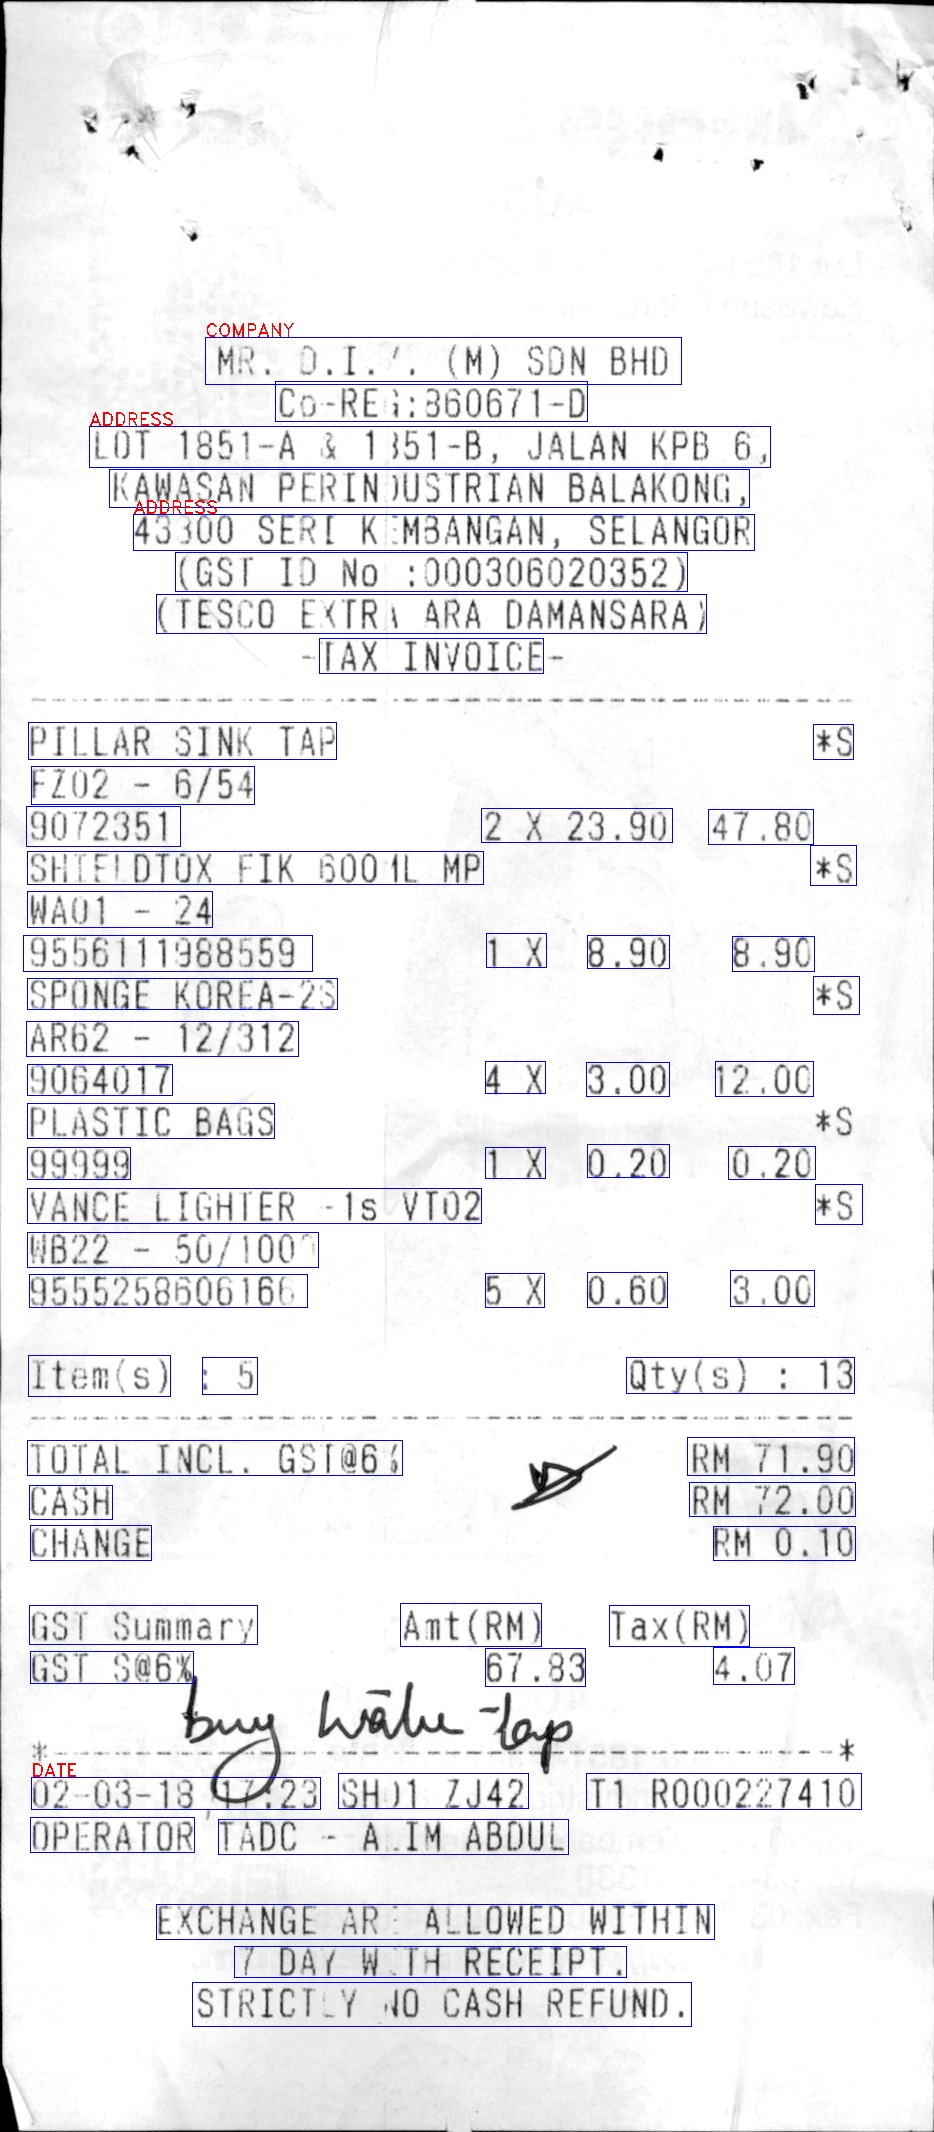 COMPANY
MR. D.I.Y. (M) SDN BHD
Co-REG:860671-D
ADDRESS
LOT 1851-A & 1851-B, JALAN KPB 6,
KAWASAN PERINDUSTRIAN BALAKONG,
ADDRESS
43300 SERI KEMBANGAN, SELANGOR
(GST ID No :000306020352)
(TESCO EXTRA ARA DAMANSARA)
-TAX INVOICE-
PILLAR SINK TAP *S
FZ02 - 6/54
9072351 2 X 23.90 47.80
SHIELDTOX FIK 600ML MP *S
WA01 - 24
9556111988559 1 X 8.90 8.90
SPONGE KOREA-2S *S
AR62 - 12/312
9064017 4 X 3.00 12.00
PLASTIC BAGS *S
99999 1 X 0.20 0.20
VANCE LIGHTER -1s VT02 *S
WB22 - 50/1000
9555258606166 5 X 0.60 3.00
Item(s) : 5 Qty(s) : 13
TOTAL INCL. GST@6% RM 71.90
CASH RM 72.00
CHANGE RM 0.10
GST Summary Amt(RM) Tax(RM)
GST S@6% 67.83 4.07
buy tap
*--*
DATE
02-03-18 17:23 SH01 ZJ42 T1 R000227410
OPERATOR TADC - ALIM ABDUL
EXCHANGE ARE ALLOWED WITHIN
7 DAY WITH RECEIPT.
STRICTLY NO CASH REFUND.